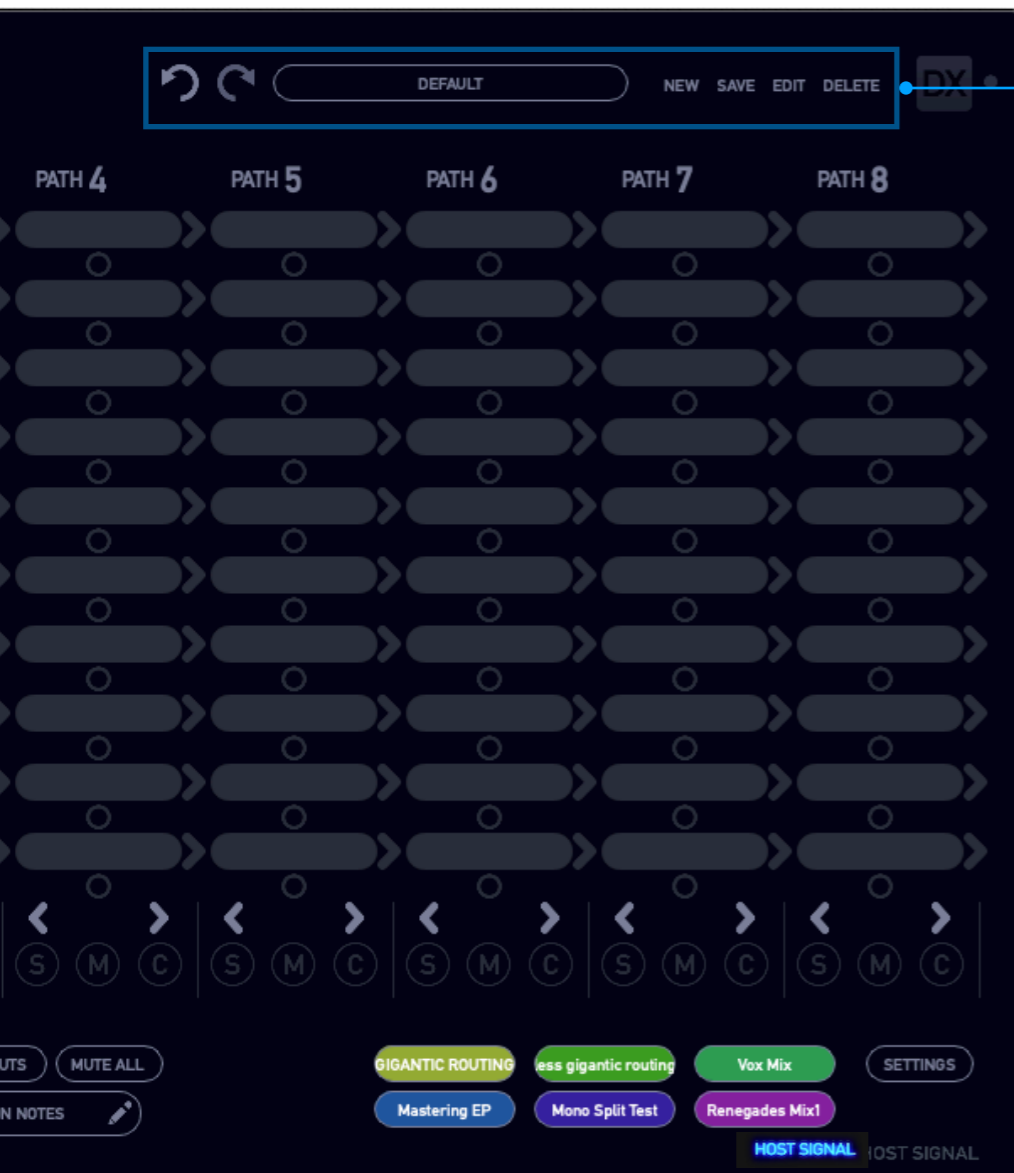 DEFAULT NEW SAVE EDIT DELETE DX
PATH 4 PATH 5 PATH 6 PATH 7 PATH 8
S M C S M C S M C S M C S M C
UTS MUTE ALL GIGANTIC ROUTING ess gigantic routing Vox Mix SETTINGS
N NOTES Mastering EP Mono Split Test Renegades Mix1
HOST SIGNAL HOST SIGNAL